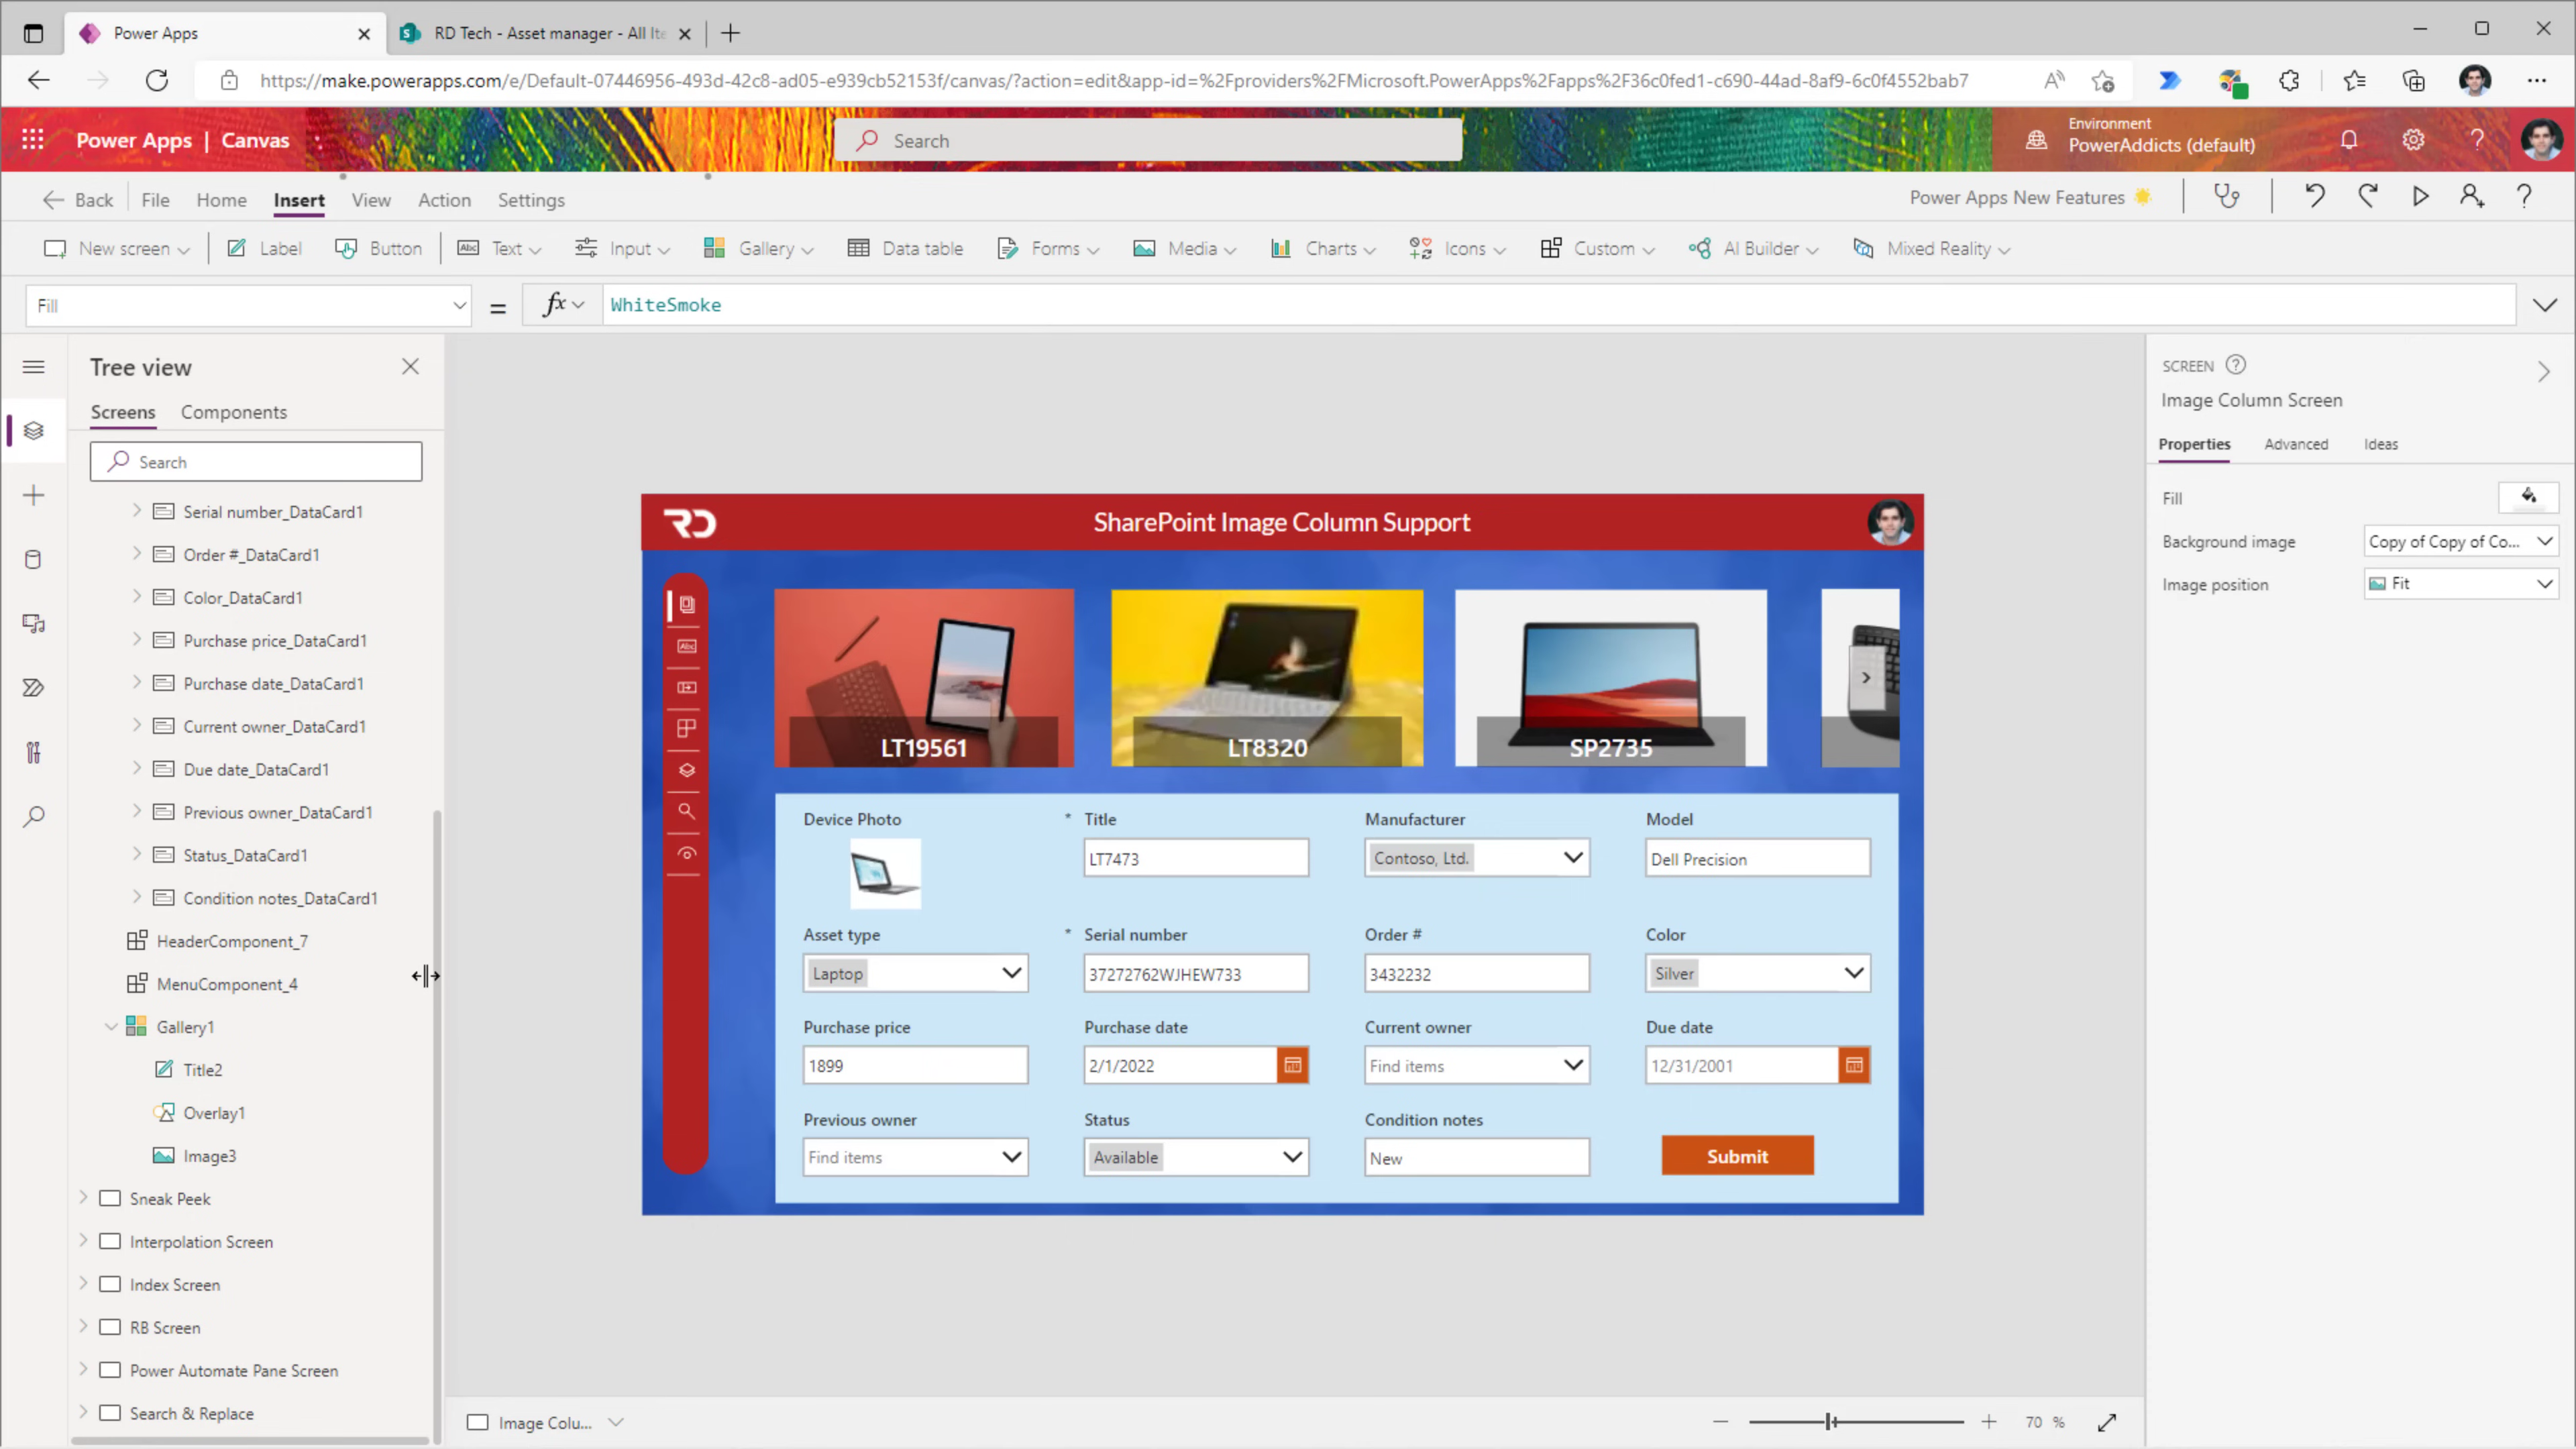 Power Apps
RD Tech - Asset manager - All Ite
https://make.powerapps.com/e/Default-07446956-493d-42c8-ad05-e939cb52153f/canvas/?action=edit&app-id=%2Fproviders%2FMicrosoft.PowerApps%2Fapps%2F36c0fed1-c690-44ad-8af9-6c0f4552bab7
Power Apps | Canvas
Search
Environment
PowerAddicts (default)
Back File Home Insert View Action Settings
Power Apps New Features
New screen Label Button Text Input Gallery Data table Forms Media Charts Icons Custom AI Builder Mixed Reality
Fill = fx WhiteSmoke
Tree view
Screens Components
Search
Serial number_DataCard1
Order #_DataCard1
Color_DataCard1
Purchase price_DataCard1
Purchase date_DataCard1
Current owner_DataCard1
Due date_DataCard1
Previous owner_DataCard1
Status_DataCard1
Condition notes_DataCard1
HeaderComponent_7
MenuComponent_4
Gallery1
Title2
Overlay1
Image3
Sneak Peek
Interpolation Screen
Index Screen
RB Screen
Power Automate Pane Screen
Search & Replace
RD
SharePoint Image Column Support
Abc
LT19561 LT8320 SP2735
Device Photo * Title Manufacturer Model
LT7473 Contoso, Ltd. Dell Precision
Asset type * Serial number Order # Color
Laptop 37272762WJHEW733 3432232 Silver
Purchase price Purchase date Current owner Due date
1899 2/1/2022 Find items 12/31/2001
Previous owner Status Condition notes
Find items Available New Submit
Image Colu...
70 %
SCREEN
Image Column Screen
Properties Advanced Ideas
Fill
Background image Copy of Copy of Co...
Image position Fit